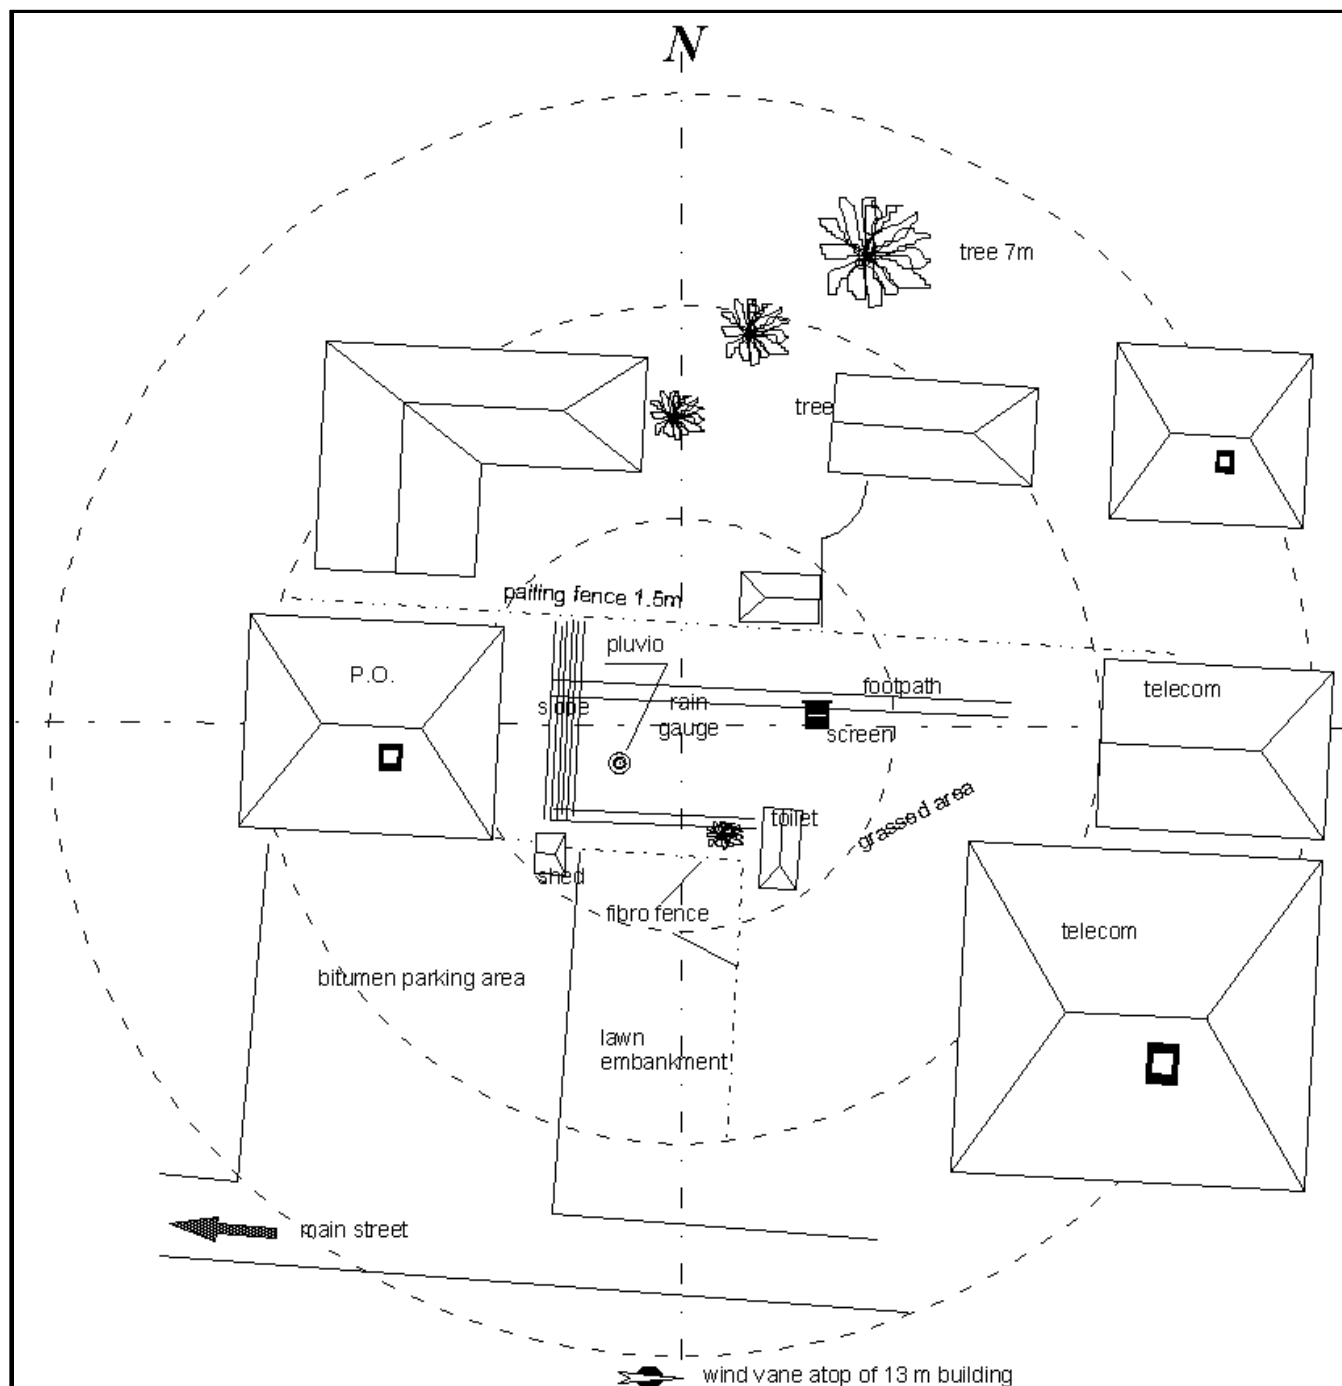 N
tree 7m
tree
pailing fence 1.5m
pluvio
P.O.
footpath
telecom
slope
rain
gauge
screen
toilet
grassed area
shed
fibro fence
telecom
bitumen parking area
lawn
embankment
main street
wind vane atop of 13 m building